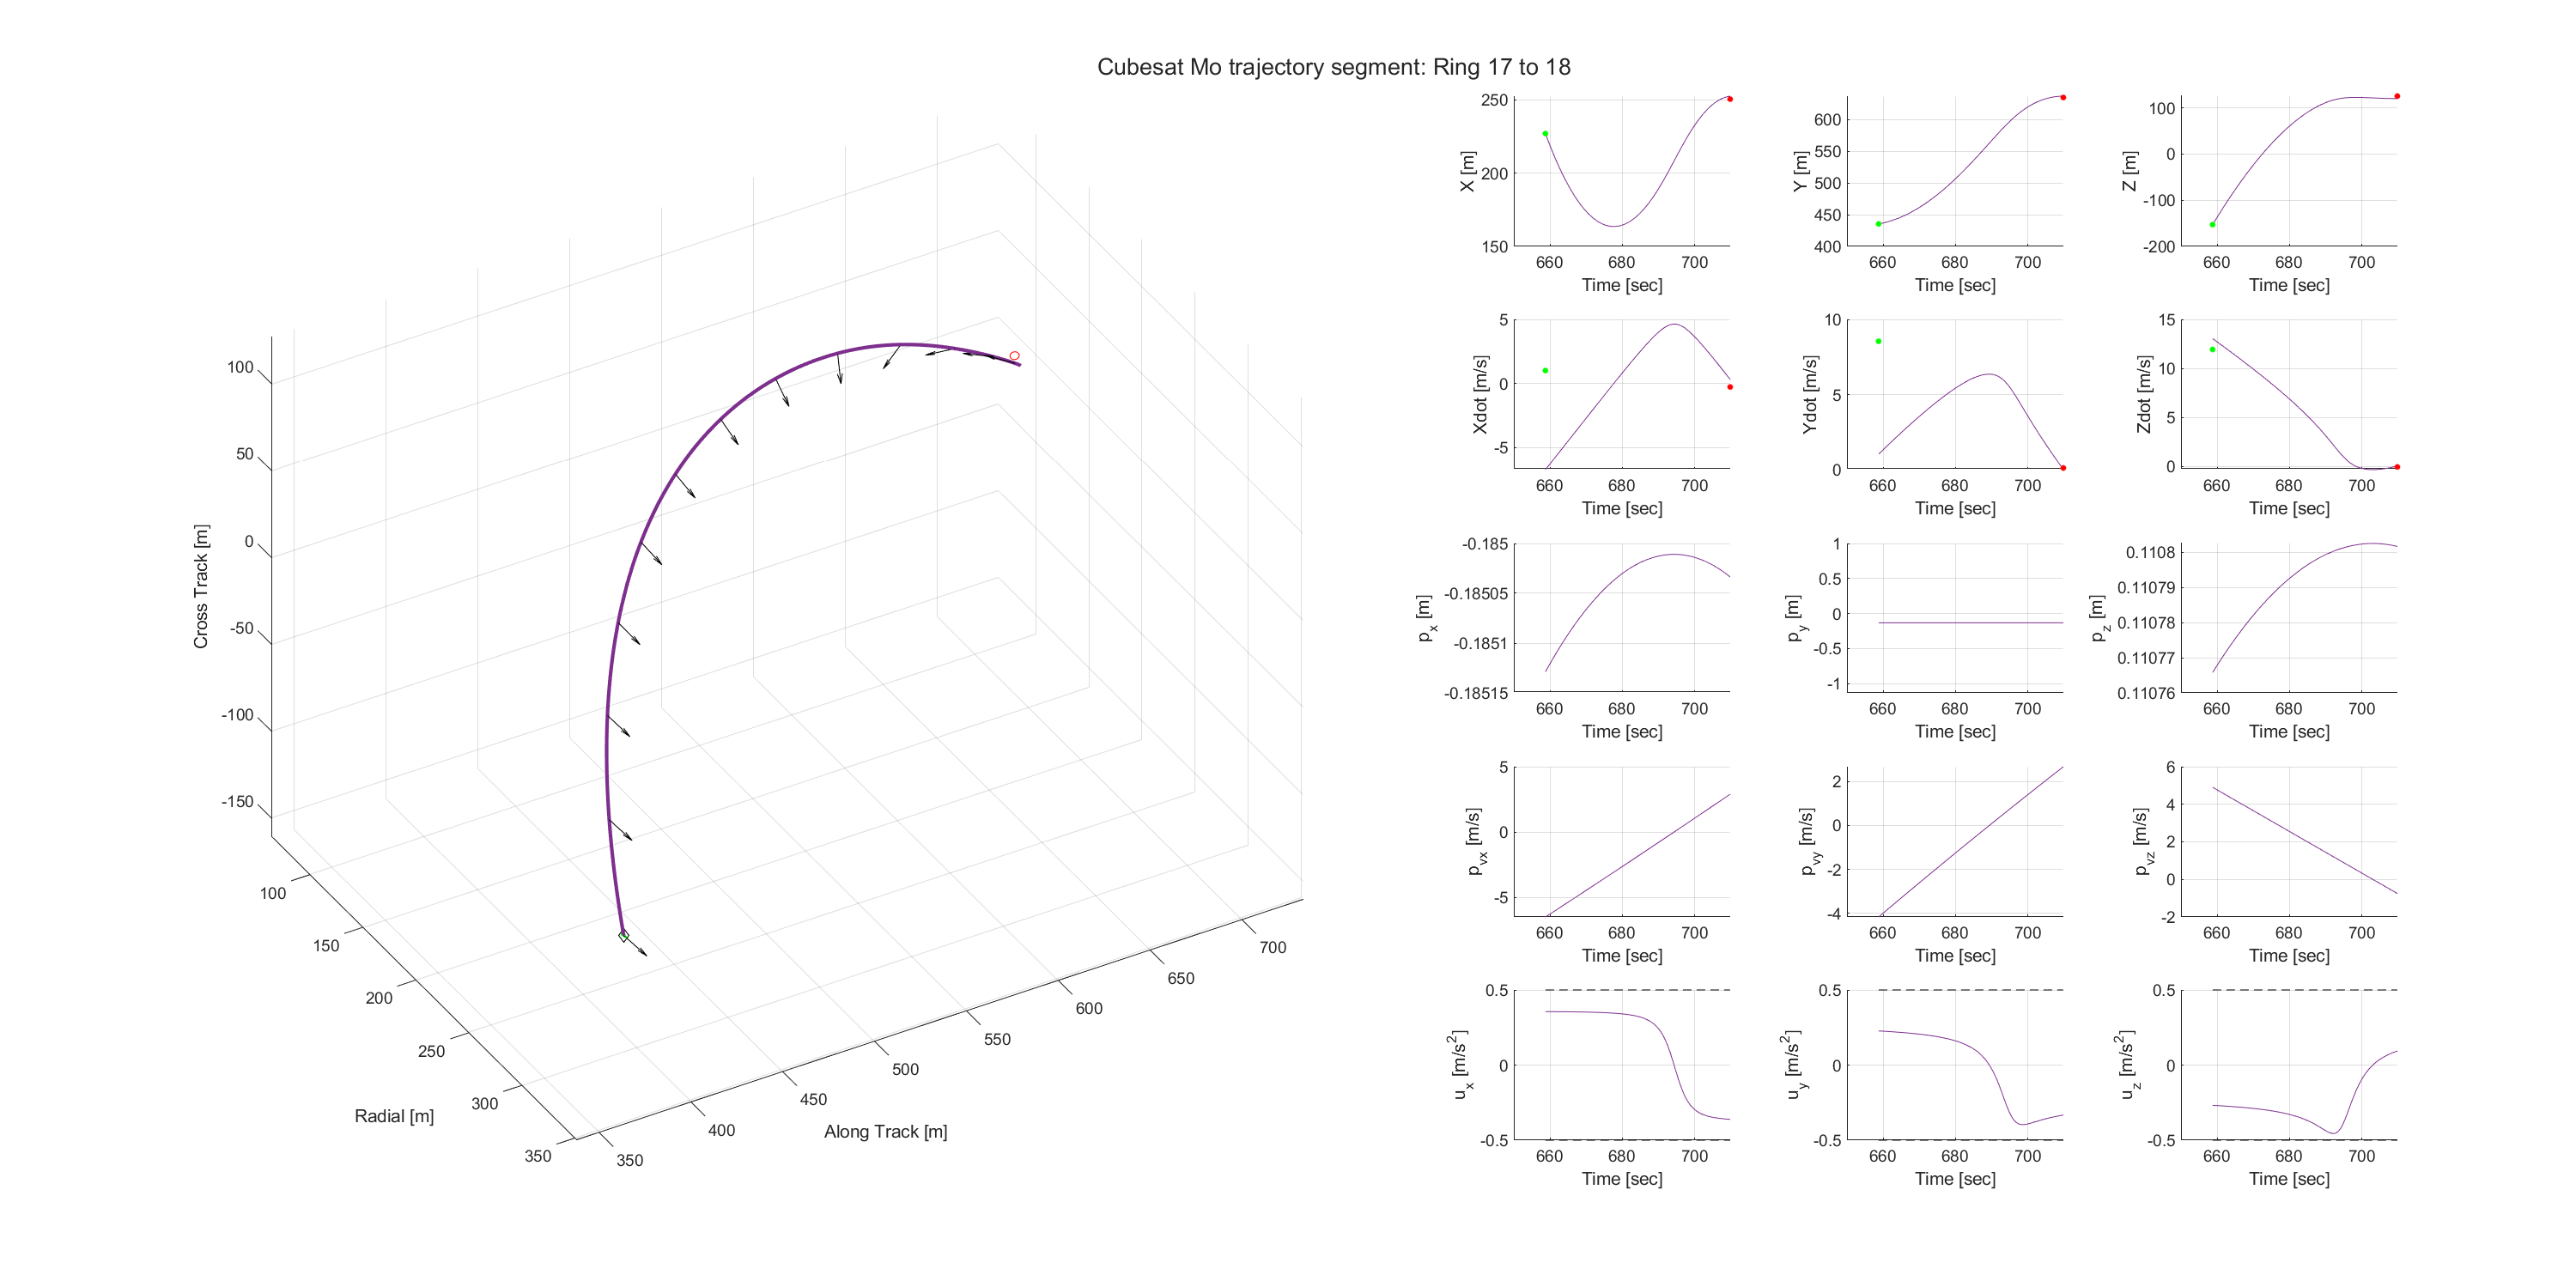 Cubesat Mo trajectory segment: Ring 17 to 18
Cross Track [m]
100
50
0
-50
-100
-150
Radial [m]
100
150
200
250
300
350
Along Track [m]
350
400
450
500
550
600
650
700
X [m]
250
200
150
660 680 700
Time [sec]
Y [m]
600
550
500
450
400
660 680 700
Time [sec]
Z [m]
100
0
-100
-200
660 680 700
Time [sec]
Xdot [m/s]
5
0
-5
660 680 700
Time [sec]
Ydot [m/s]
10
5
0
660 680 700
Time [sec]
Zdot [m/s]
15
10
5
0
660 680 700
Time [sec]
p_x [m]
-0.185
-0.18505
-0.1851
-0.18515
660 680 700
Time [sec]
p_y [m]
1
0.5
0
-0.5
-1
660 680 700
Time [sec]
p_z [m]
0.1108
0.11079
0.11078
0.11077
0.11076
660 680 700
Time [sec]
p_vx [m/s]
5
0
-5
660 680 700
Time [sec]
p_vy [m/s]
2
0
-2
-4
660 680 700
Time [sec]
p_vz [m/s]
6
4
2
0
-2
660 680 700
Time [sec]
u_x [m/s²]
0.5
0
-0.5
660 680 700
Time [sec]
u_y [m/s²]
0.5
0
-0.5
660 680 700
Time [sec]
u_z [m/s²]
0.5
0
-0.5
660 680 700
Time [sec]